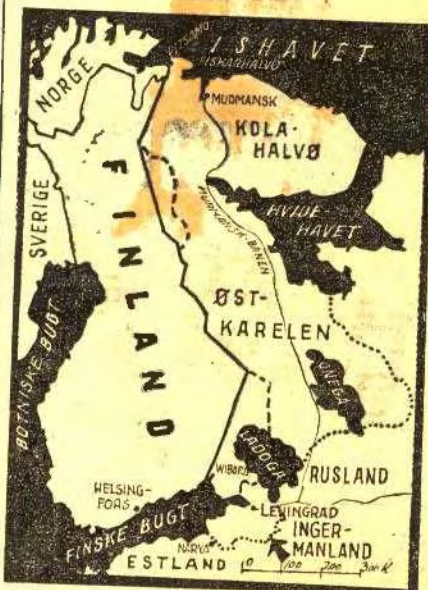 ISHAVET
PETSAMO
FISKERHALVØ
NORGE
MUDMANSK
KOLA-
HALVØ
SVERIGE
FINLAND
HVIDE-
HAVET
MURMANSK-BANEN
ØST-
KARELEN
BOTNISKE BUGT
ONEGA
LADOGA
WIBORG
RUSLAND
HELSING-
FORS
LENINGRAD
FINSKE BUGT
INGER-
MANLAND
NARVA
ESTLAND
0 100 200 300 K